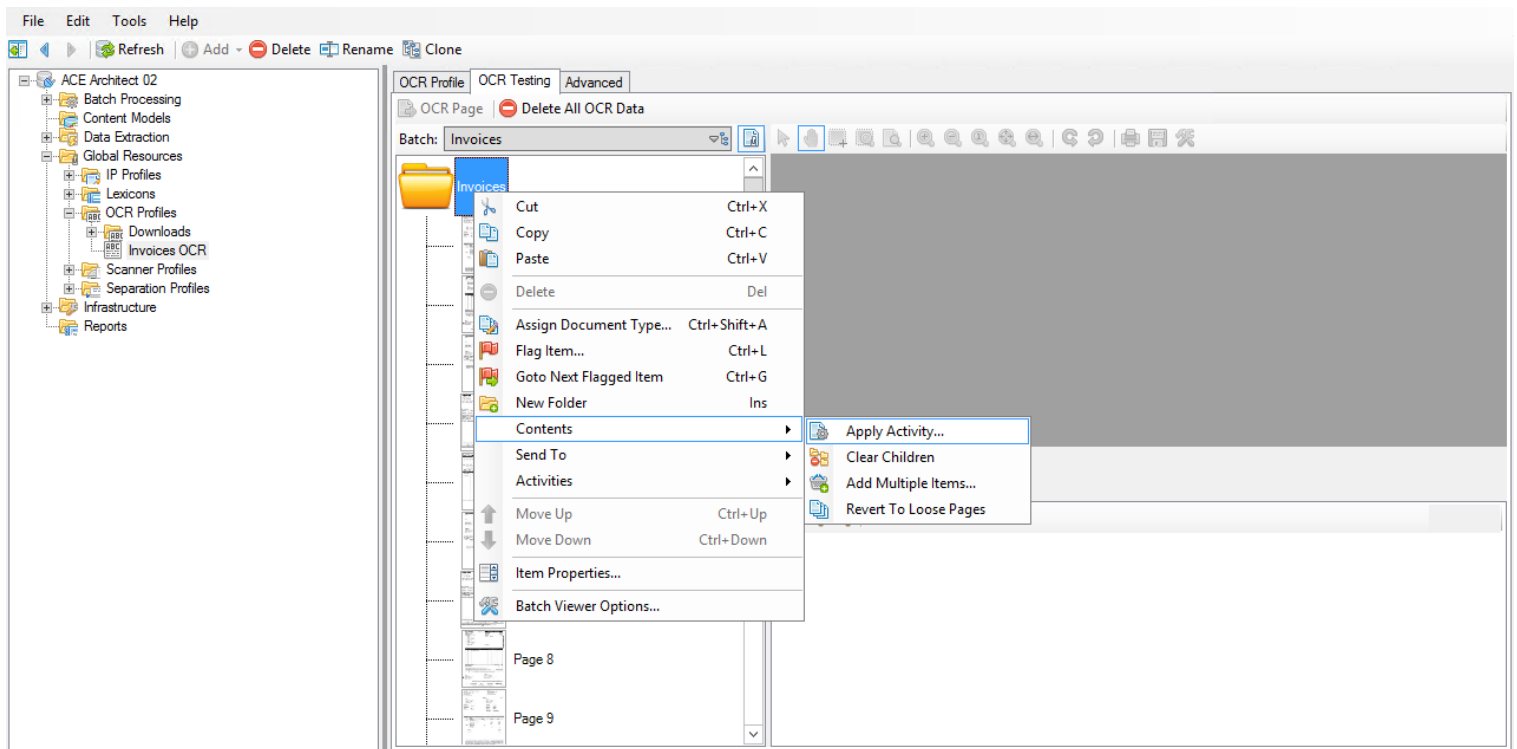 File Edit Tools Help
Refresh Add Delete Rename Clone
ACE Architect 02
Batch Processing
Content Models
Data Extraction
Global Resources
IP Profiles
Lexicons
OCR Profiles
Downloads
Invoices OCR
Scanner Profiles
Separation Profiles
Infrastructure
Reports
OCR Profile OCR Testing Advanced
OCR Page Delete All OCR Data
Batch: Invoices
Invoices
Cut Ctrl+X
Copy Ctrl+C
Paste Ctrl+V
Delete Del
Assign Document Type... Ctrl+Shift+A
Flag Item... Ctrl+L
Goto Next Flagged Item Ctrl+G
New Folder Ins
Contents
Send To
Activities
Move Up Ctrl+Up
Move Down Ctrl+Down
Item Properties...
Batch Viewer Options...
Apply Activity...
Clear Children
Add Multiple Items...
Revert To Loose Pages
Page 8
Page 9